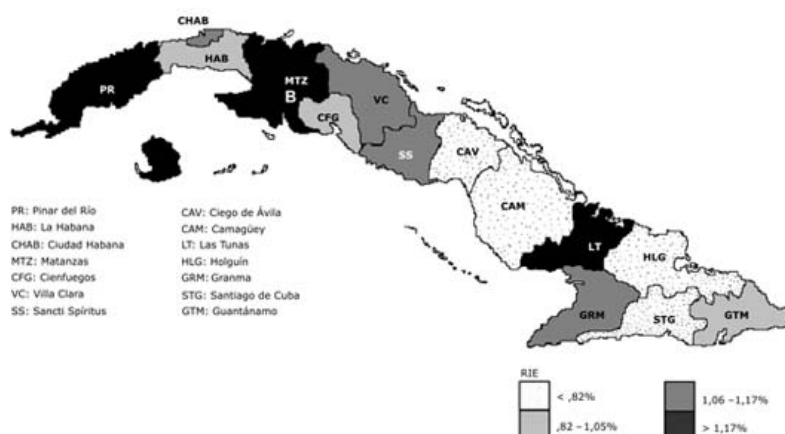 CHAB
HAB
PR
MTZ
B
VC
CFG
SS
CAV
CAM
LT
HLG
GRM
STG
GTM
PR: Pinar del Río
HAB: La Habana
CHAB: Ciudad Habana
MTZ: Matanzas
CFG: Cienfuegos
VC: Villa Clara
SS: Sancti Spíritus
CAV: Ciego de Ávila
CAM: Camagüey
LT: Las Tunas
HLG: Holguín
GRM: Granma
STG: Santiago de Cuba
GTM: Guantánamo
RIE
< ,82%
,82 –1,05%
1,06 –1,17%
> 1,17%